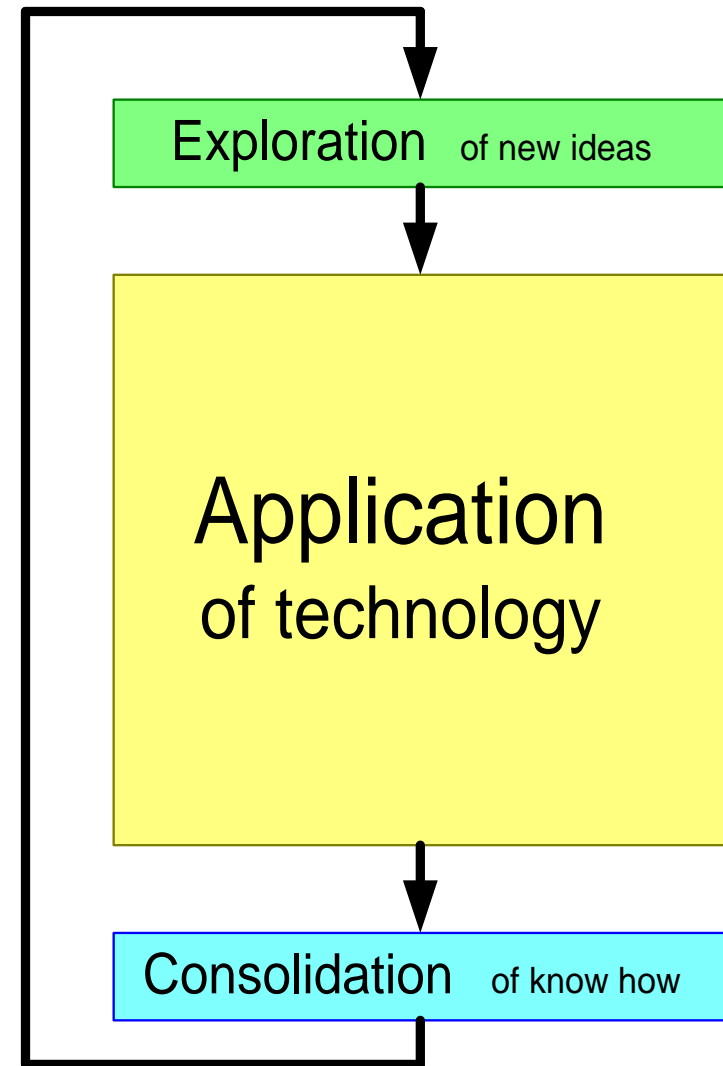 Exploration of new ideas
Application
of technology
Consolidation of know how